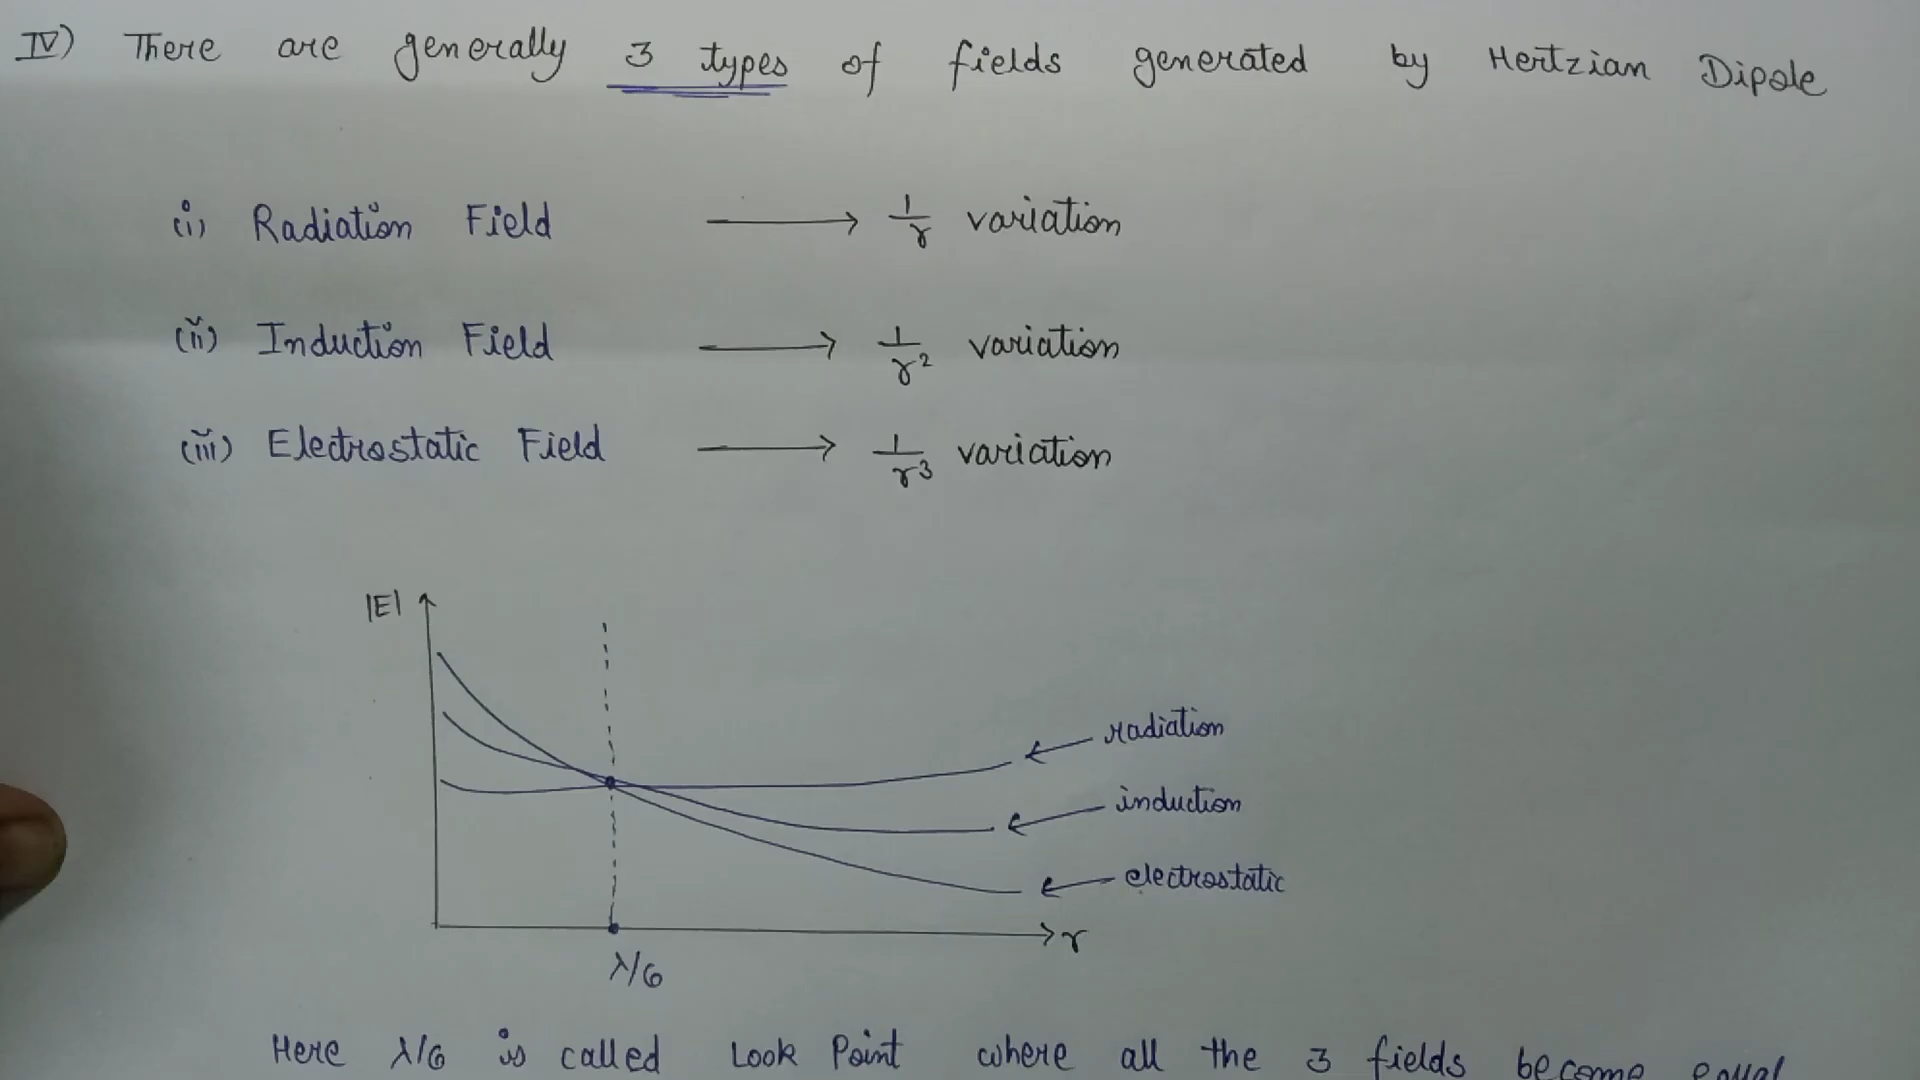 IV) There are generally 3 types of fields generated by Hertzian Dipole
(i) Radiation Field → 1/r variation
(ii) Induction Field → 1/r² variation
(iii) Electrostatic Field → 1/r³ variation
|E|
radiation
induction
electrostatic
r
λ/6
Here λ/6 is called Look Point where all the 3 fields become equal